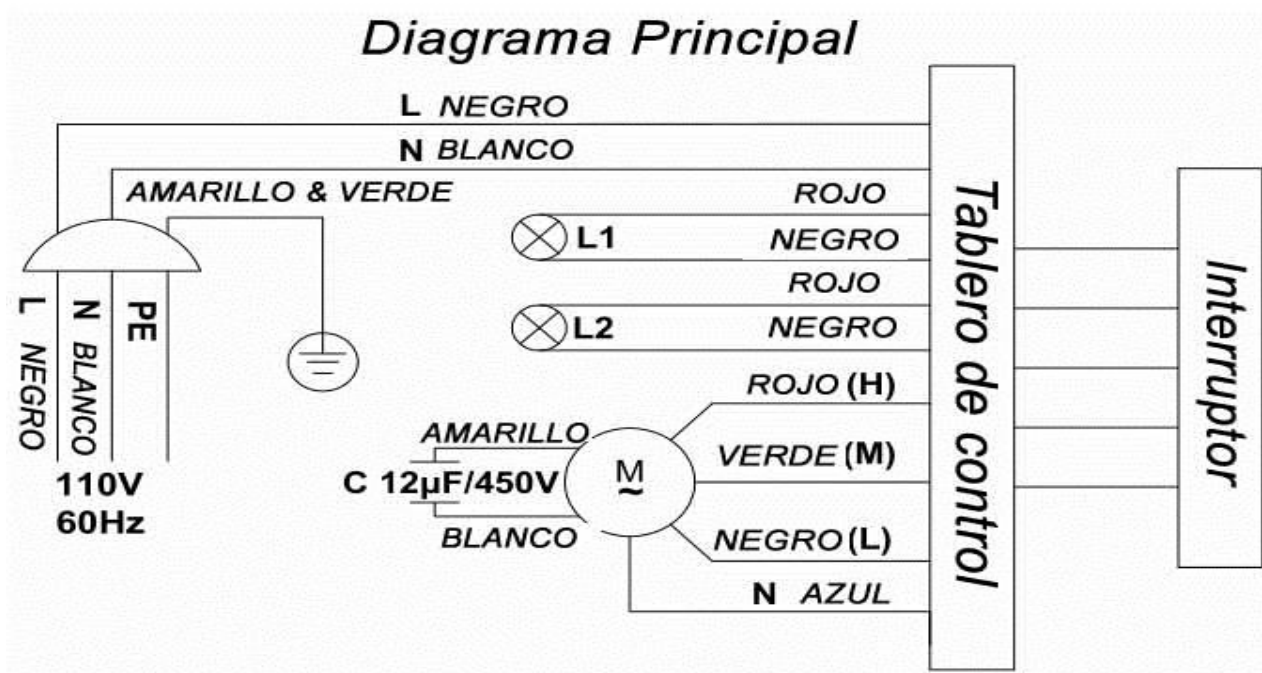 Diagrama Principal
L NEGRO
N BLANCO
AMARILLO & VERDE
ROJO
L1
NEGRO
ROJO
L2
NEGRO
ROJO (H)
AMARILLO
VERDE (M)
C 12µF/450V
M
~
BLANCO
NEGRO (L)
N AZUL
L NEGRO
N BLANCO
PE
110V
60Hz
Tablero de control
Interruptor